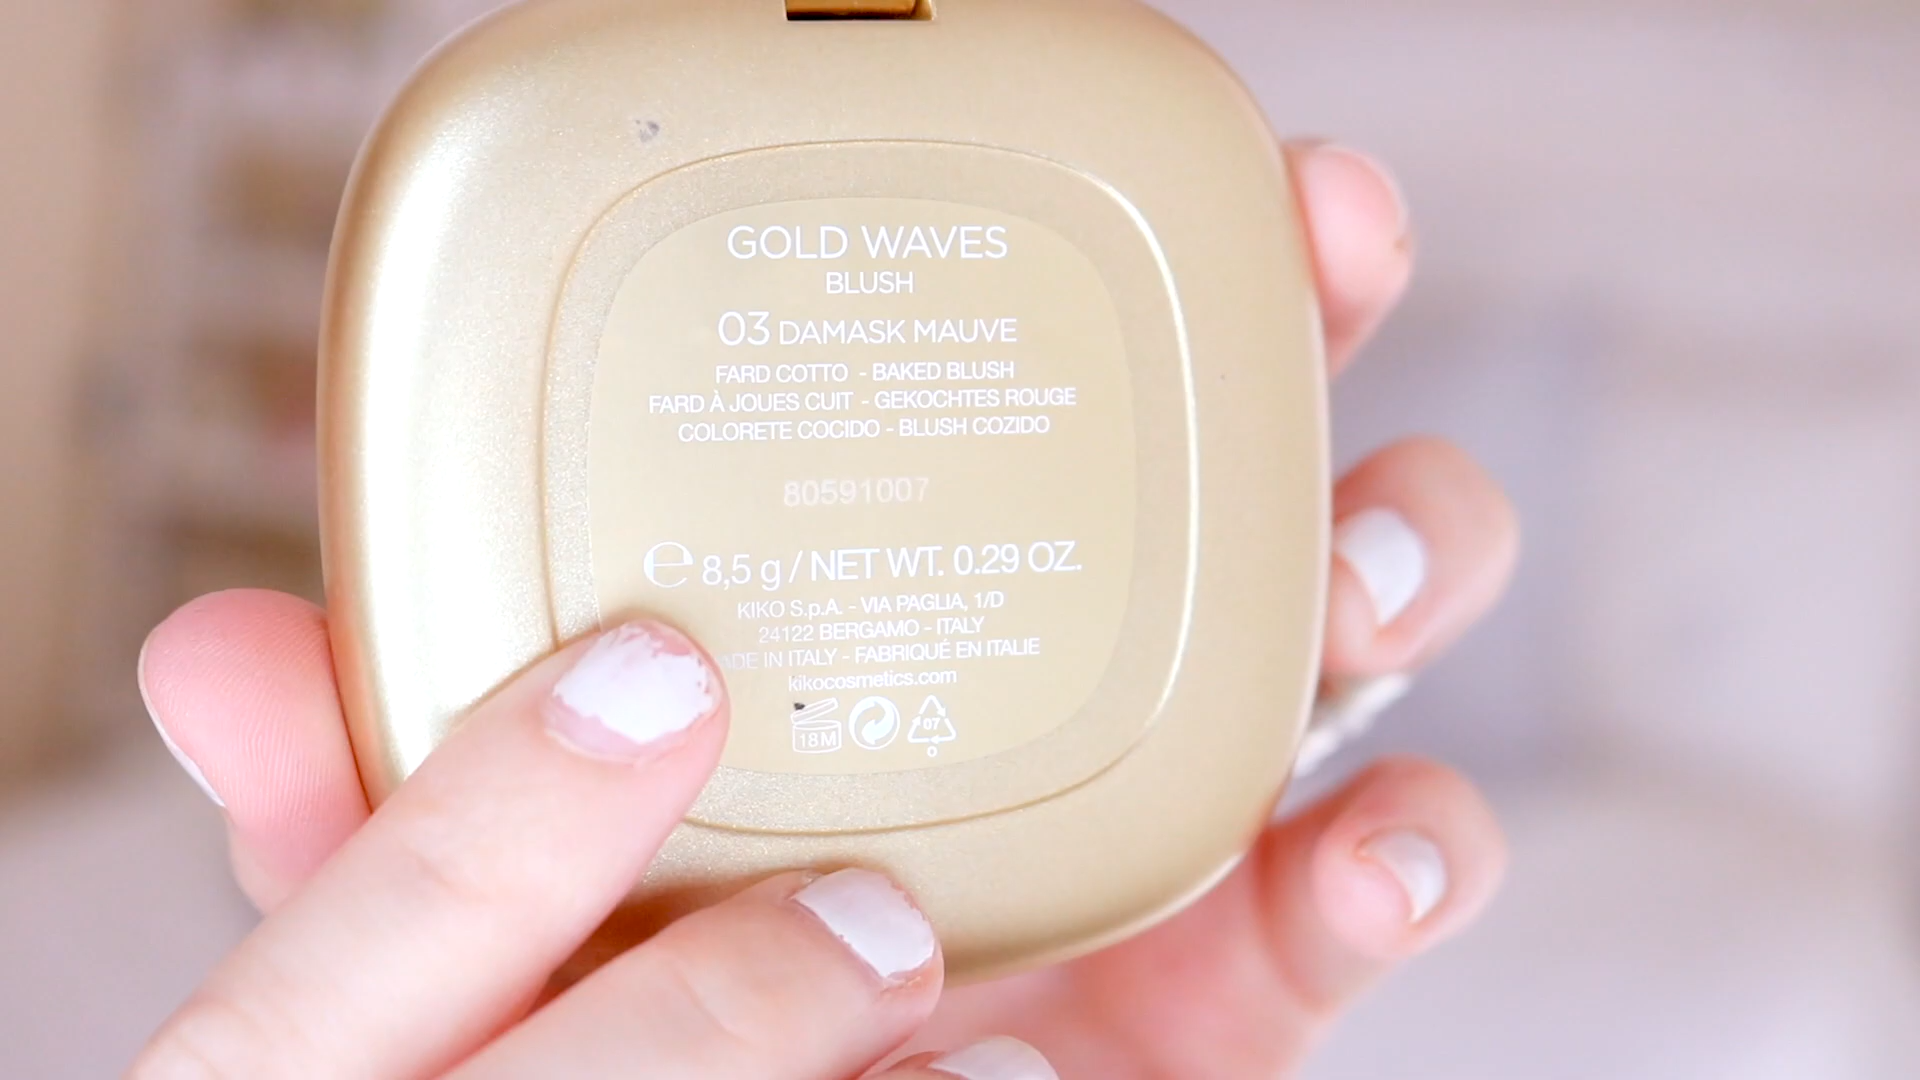 GOLD WAVES
BLUSH
03 DAMASK MAUVE
FARD COTTO - BAKED BLUSH
FARD À JOUES CUIT - GEKOCHTES ROUGE
COLORETE COCIDO - BLUSH COZIDO
80591007
℮ 8,5 g / NET WT. 0.29 OZ.
KIKO S.p.A. - VIA PAGLIA, 1/D
24122 BERGAMO - ITALY
ADE IN ITALY - FABRIQUÉ EN ITALIE
kikocosmetics.com
18M
07
O